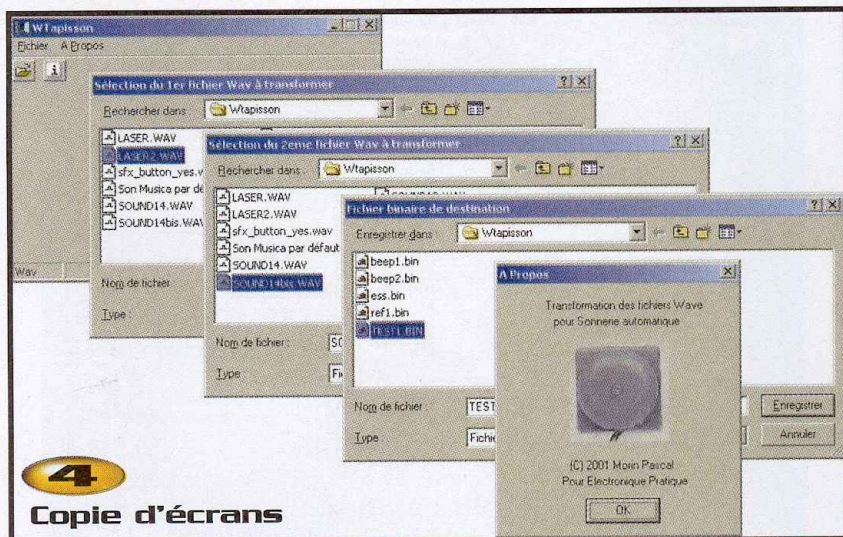 WTapisson
Fichier A Propos
Wav
Sélection du 1er fichier Wav à transformer
Rechercher dans : Wtapisson
LASER.WAV
LASER2.WAV
sfx_button_yes.wav
Son Musica par dé
SOUND14.WAV
SOUND14bis.WAV
Nom de fichier
Type :
Sélection du 2eme fichier Wav à transformer
Rechercher dans : Wtapisson
LASER.WAV
LASER2.WAV
sfx_button_yes.wav
Son Musica par défaut
SOUND14.WAV
SOUND14bis.WAV
Nom de fichier :
Type
Fichier binaire de destination
Enregistrer dans : Wtapisson
beep1.bin
beep2.bin
ess.bin
ref1.bin
TEST1.BIN
Nom de fichier : TEST
Type : Fichie
Enregistrer
Annuler
A Propos
Transformation des fichiers Wave
pour Sonnerie automatique
(C) 2001 Morin Pascal
Pour Electronique Pratique
OK
4
Copie d'écrans